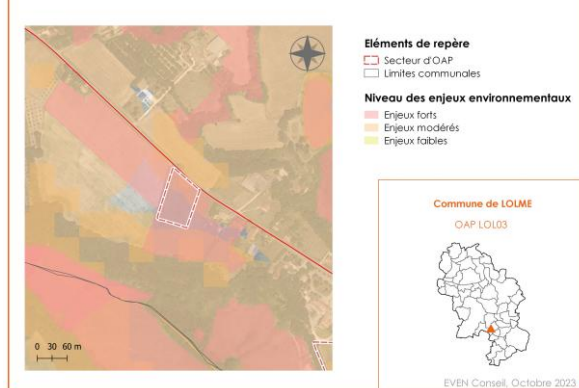 Eléments de repère
Secteur d'OAP
Limites communales
Niveau des enjeux environnementaux
Enjeux forts
Enjeux modérés
Enjeux faibles
0 30 60 m
Commune de LOLME
OAP LOL03
EVEN Conseil, Octobre 2023